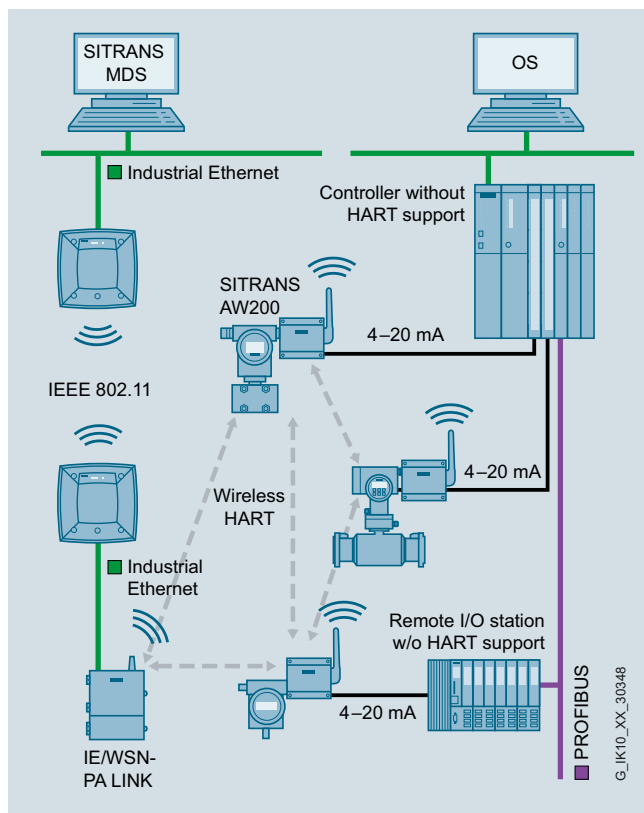 SITRANS
MDS
OS
Industrial Ethernet
Controller without
HART support
SITRANS
AW200
4–20 mA
IEEE 802.11
4–20 mA
Wireless
HART
Industrial
Ethernet
Remote I/O station
w/o HART support
4–20 mA
IE/WSN-
PA LINK
PROFIBUS
G_IK10_XX_30348